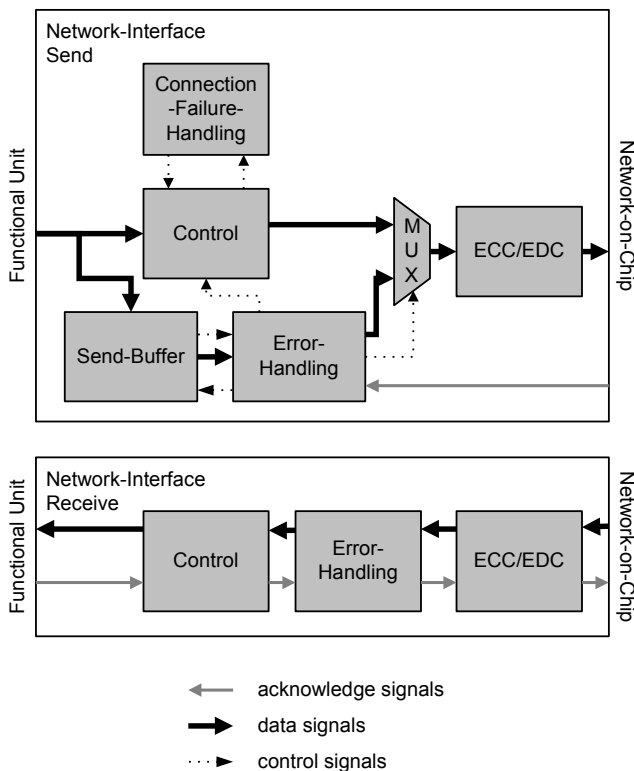 Network-Interface
Send
Connection
-Failure-
Handling
Functional Unit
Network-on-Chip
Control
M
U
X
ECC/EDC
Send-Buffer
Error-
Handling
Network-Interface
Receive
Functional Unit
Network-on-Chip
Control
Error-
Handling
ECC/EDC
acknowledge signals
data signals
control signals